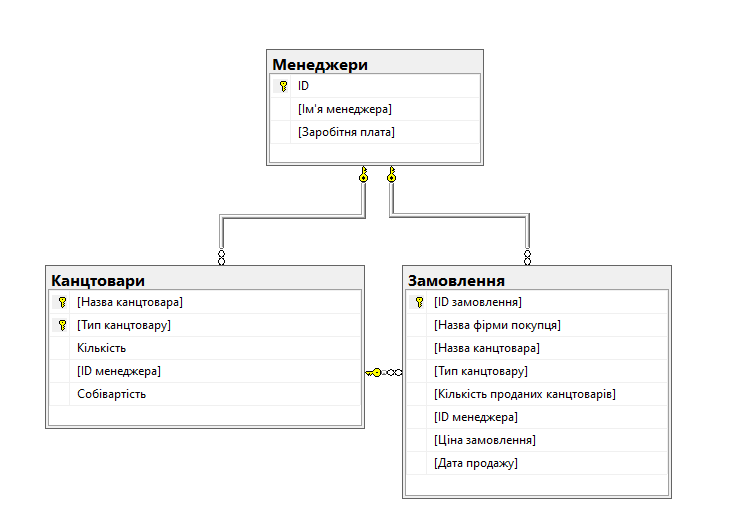 Менеджери
ID
[Ім'я менеджера]
[Заробітня плата]
Канцтовари
[Назва канцтовара]
[Тип канцтовару]
Кількість
[ID менеджера]
Собівартість
Замовлення
[ID замовлення]
[Назва фірми покупця]
[Назва канцтовара]
[Тип канцтовару]
[Кількість проданих канцтоварів]
[ID менеджера]
[Ціна замовлення]
[Дата продажу]